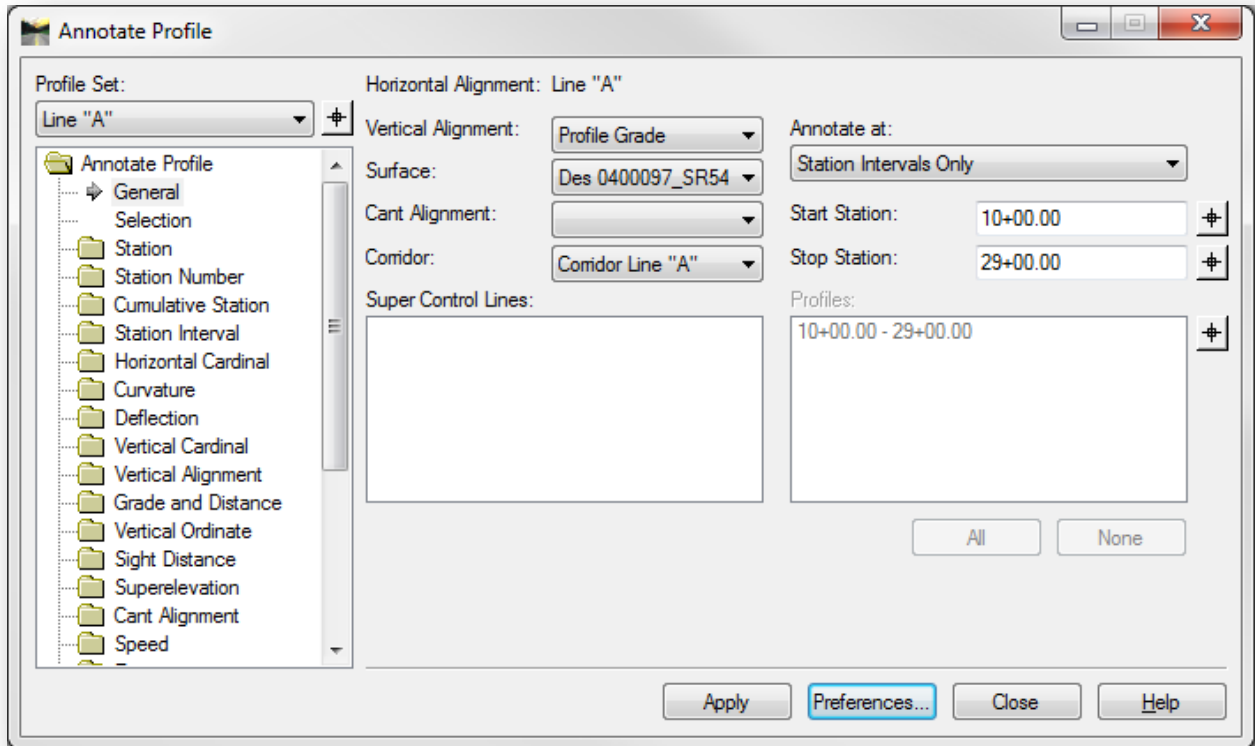 Annotate Profile
Profile Set:
Line "A"
Annotate Profile
General
Selection
Station
Station Number
Cumulative Station
Station Interval
Horizontal Cardinal
Curvature
Deflection
Vertical Cardinal
Vertical Alignment
Grade and Distance
Vertical Ordinate
Sight Distance
Superelevation
Cant Alignment
Speed
Horizontal Alignment: Line "A"
Vertical Alignment: Profile Grade
Surface: Des 0400097_SR54
Cant Alignment:
Corridor: Corridor Line "A"
Super Control Lines:
Annotate at:
Station Intervals Only
Start Station: 10+00.00
Stop Station: 29+00.00
Profiles:
10+00.00 - 29+00.00
All None
Apply Preferences... Close Help